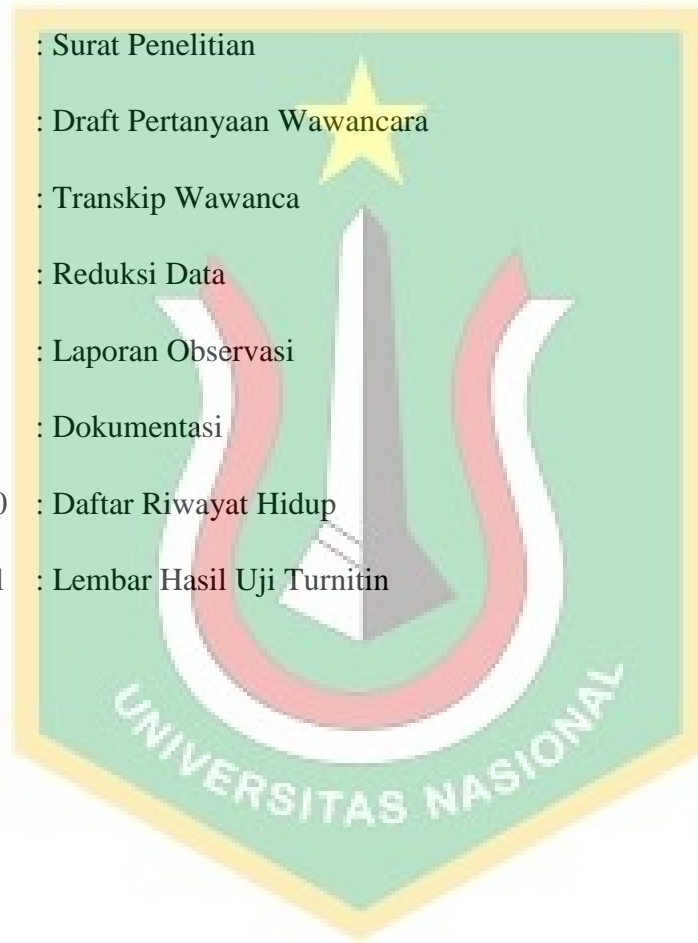 : Surat Penelitian
: Draft Pertanyaan Wawancara
: Transkip Wawanca
: Reduksi Data
: Laporan Observasi
: Dokumentasi
0 : Daftar Riwayat Hidup
1 : Lembar Hasil Uji Turnitin
UNIVERSITAS NASIONAL